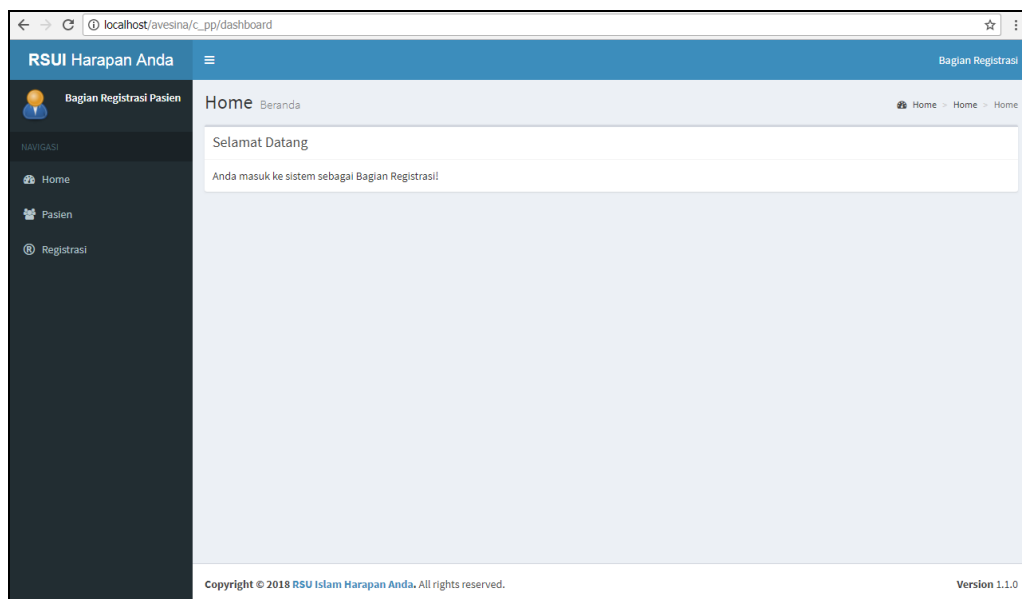 localhost/avesina/c_pp/dashboard
RSUI Harapan Anda
Bagian Registrasi
Bagian Registrasi Pasien
Home Beranda
Home > Home > Home
NAVIGASI
Selamat Datang
Home
Anda masuk ke sistem sebagai Bagian Registrasi!
Pasien
® Registrasi
Copyright © 2018 RSU Islam Harapan Anda. All rights reserved.
Version 1.1.0